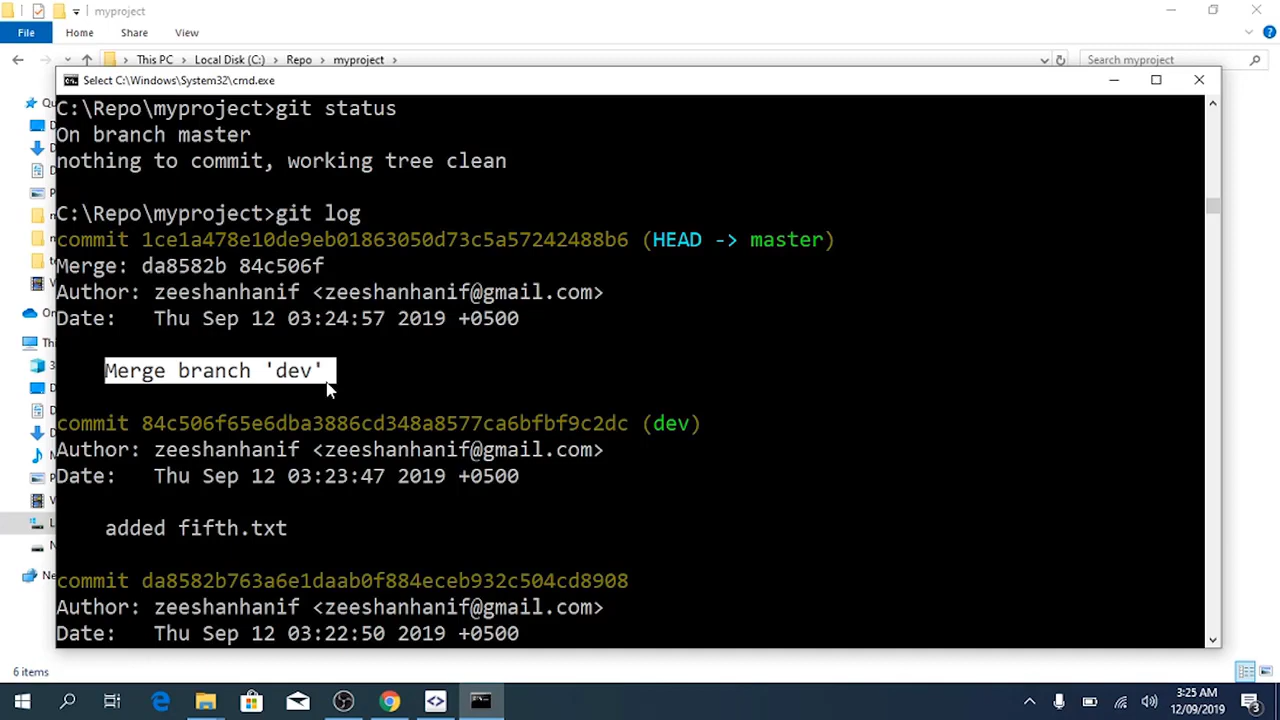 myproject
File
Home
Share
View
This PC
Local Disk (C:)
Repo
myproject
Search myproject
Select C:\Windows\System32\cmd.exe
C:\Repo\myproject>git status
On branch master
nothing to commit, working tree clean
C:\Repo\myproject>git log
commit 1ce1a478e10de9eb01863050d73c5a57242488b6 (HEAD -> master)
Merge: da8582b 84c506f
Author: zeeshanhanif <zeeshanhanif@gmail.com>
Date: Thu Sep 12 03:24:57 2019 +0500
Merge branch 'dev'
commit 84c506f65e6dba3886cd348a8577ca6bfbf9c2dc (dev)
Author: zeeshanhanif <zeeshanhanif@gmail.com>
Date: Thu Sep 12 03:23:47 2019 +0500
added fifth.txt
commit da8582b763a6e1daab0f884eceb932c504cd8908
Author: zeeshanhanif <zeeshanhanif@gmail.com>
Date: Thu Sep 12 03:22:50 2019 +0500
6 items
3:25 AM
12/09/2019